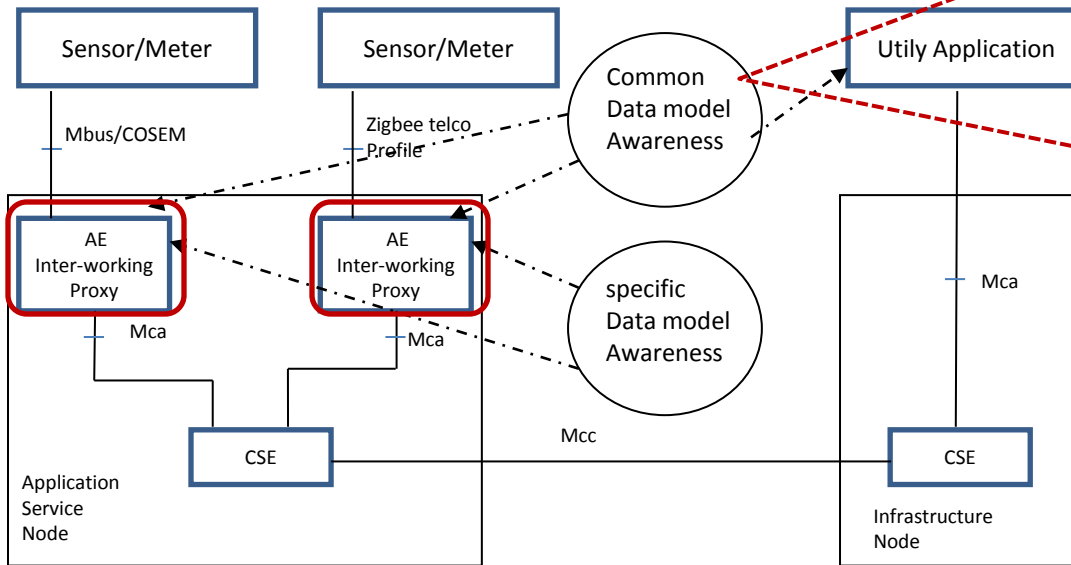 Sensor/Meter
Sensor/Meter
Utily Application
Common
Data model
Awareness
Mbus/COSEM
Zigbee telco
Profile
AE
Inter-working
Proxy
AE
Inter-working
Proxy
specific
Data model
Awareness
Mca
Mca
Mca
Mcc
CSE
CSE
Application
Service
Node
Infrastructure
Node